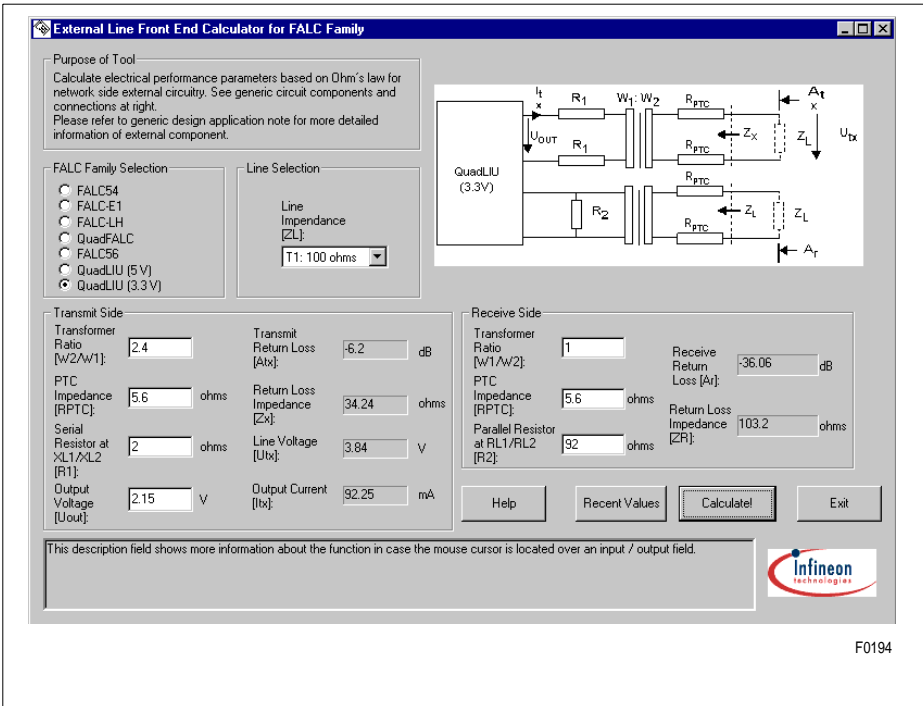 External Line Front End Calculator for FALC Family
Purpose of Tool
Calculate electrical performance parameters based on Ohm´s law for
network side external circuitry. See generic circuit components and
connections at right.
Please refer to generic design application note for more detailed
information of external component.
FALC Family Selection
FALC54
FALC-E1
FALC-LH
QuadFALC
FALC56
QuadLIU (5 V)
QuadLIU (3.3 V)
Line Selection
Line
Impendance
[ZL]:
T1: 100 ohms
QuadLIU
(3.3V)
It
x
R1
W1: W2
RPTC
At
x
UOUT
ZX
ZL
Utx
R1
RPTC
RPTC
R2
ZL
ZL
RPTC
Ar
Transmit Side
Transformer
Ratio
[W2/W1]:
2.4
PTC
Impedance
[RPTC]:
5.6
ohms
Serial
Resistor at
XL1/XL2
[R1]:
2
ohms
Output
Voltage
[Uout]:
2.15
V
Transmit
Return Loss
[Atx]:
-6.2
dB
Return Loss
Impedance
[Zx]:
34.24
ohms
Line Voltage
[Utx]:
3.84
V
Output Current
[Itx]:
92.25
mA
Receive Side
Transformer
Ratio
[W1/W2]:
1
PTC
Impedance
[RPTC]:
5.6
ohms
Parallel Resistor
at RL1/RL2
[R2]:
92
ohms
Receive
Return
Loss [Ar]:
-36.06
dB
Return Loss
Impedance
[ZR]:
103.2
ohms
Help
Recent Values
Calculate!
Exit
This description field shows more information about the function in case the mouse cursor is located over an input / output field.
Infineon
technologies
F0194